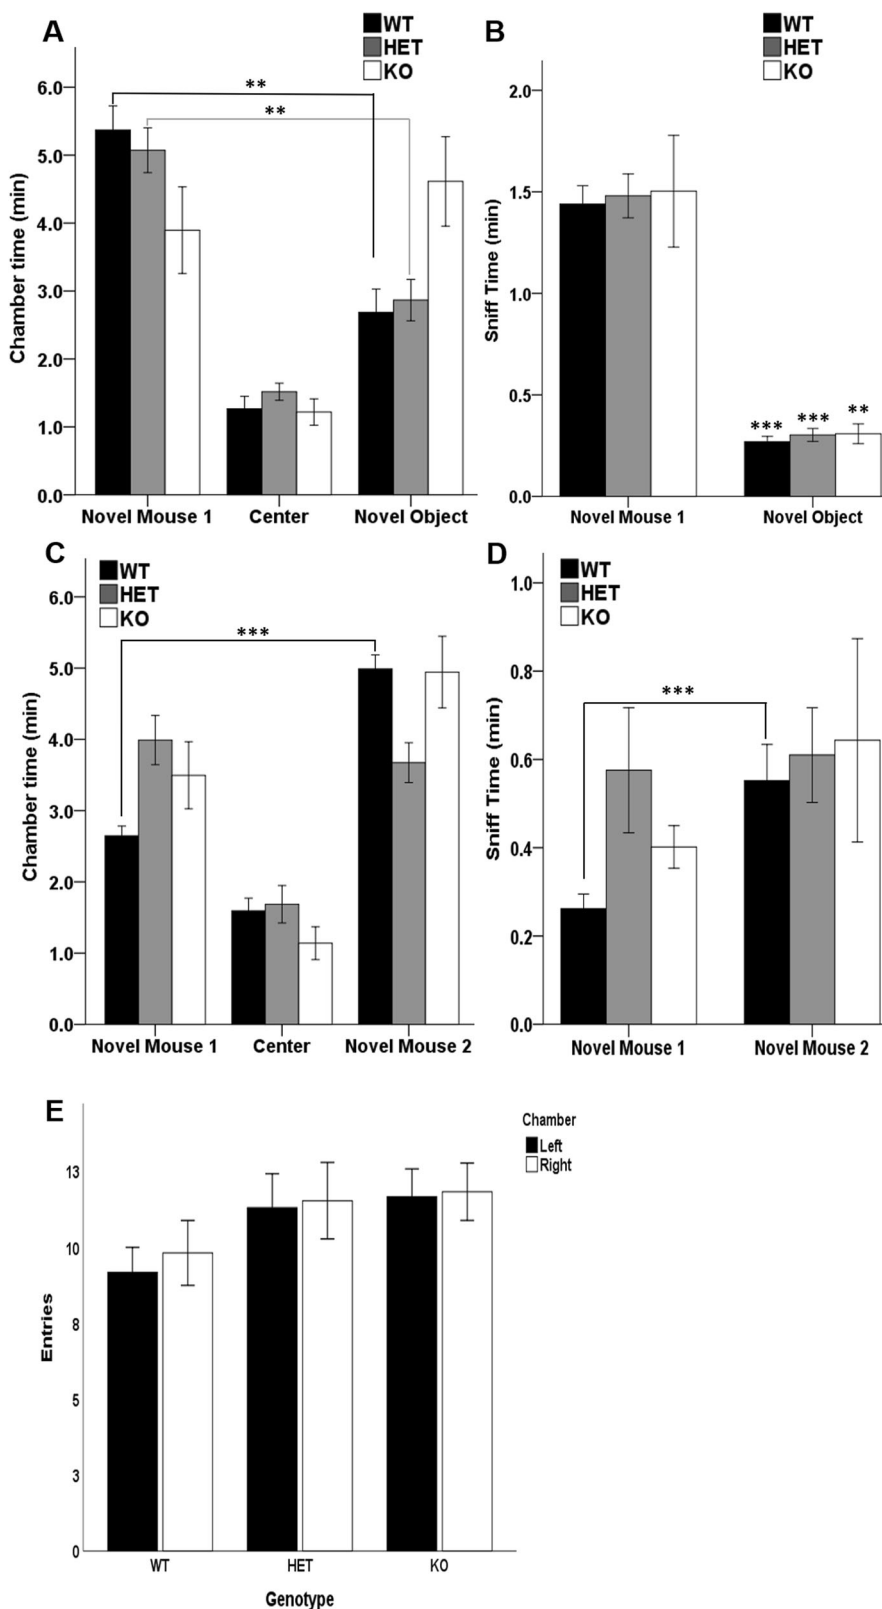 A
WT
HET
KO
Chamber time (min)
6.0
5.0
4.0
3.0
2.0
1.0
0.0
**
**
Novel Mouse 1 Center Novel Object
B
WT
HET
KO
Sniff Time (min)
2.0
1.5
1.0
0.5
0.0
*** *** **
Novel Mouse 1 Novel Object
C
WT
HET
KO
Chamber time (min)
6.0
5.0
4.0
3.0
2.0
1.0
0.0
***
Novel Mouse 1 Center Novel Mouse 2
D
WT
HET
KO
Sniff Time (min)
1.0
0.8
0.6
0.4
0.2
0.0
***
Novel Mouse 1 Novel Mouse 2
E
Chamber
Left
Right
Entries
13
10
8
5
3
0
WT HET KO
Genotype